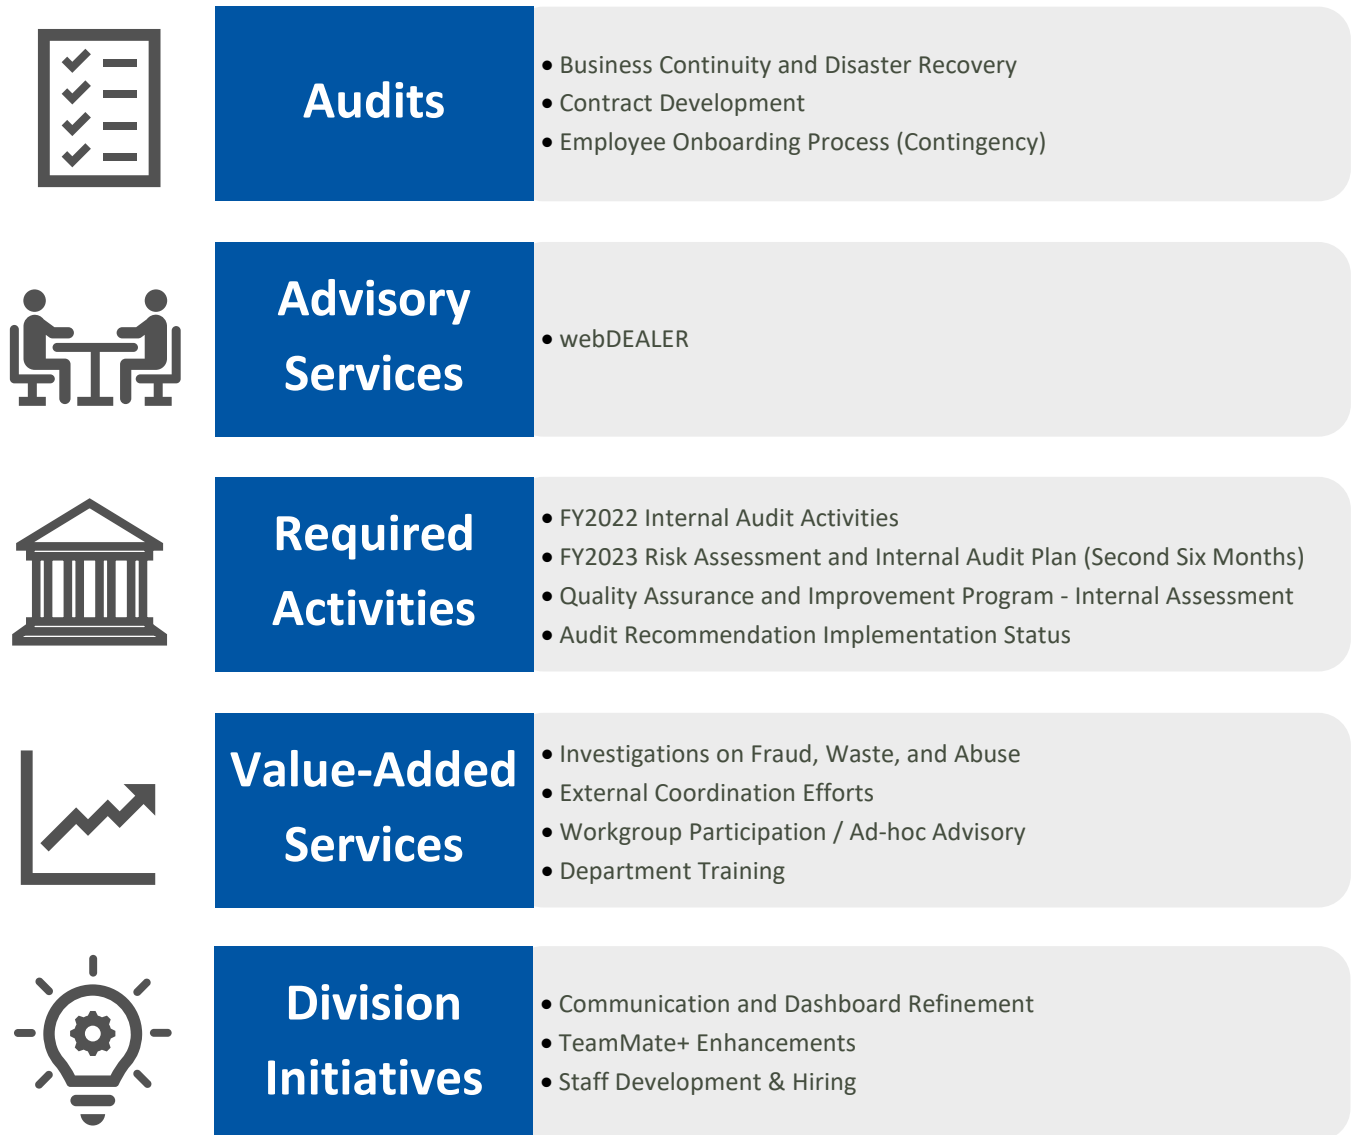 Audits
• Business Continuity and Disaster Recovery
• Contract Development
• Employee Onboarding Process (Contingency)
Advisory
Services
• webDEALER
Required
Activities
• FY2022 Internal Audit Activities
• FY2023 Risk Assessment and Internal Audit Plan (Second Six Months)
• Quality Assurance and Improvement Program - Internal Assessment
• Audit Recommendation Implementation Status
Value-Added
Services
• Investigations on Fraud, Waste, and Abuse
• External Coordination Efforts
• Workgroup Participation / Ad-hoc Advisory
• Department Training
Division
Initiatives
• Communication and Dashboard Refinement
• TeamMate+ Enhancements
• Staff Development & Hiring